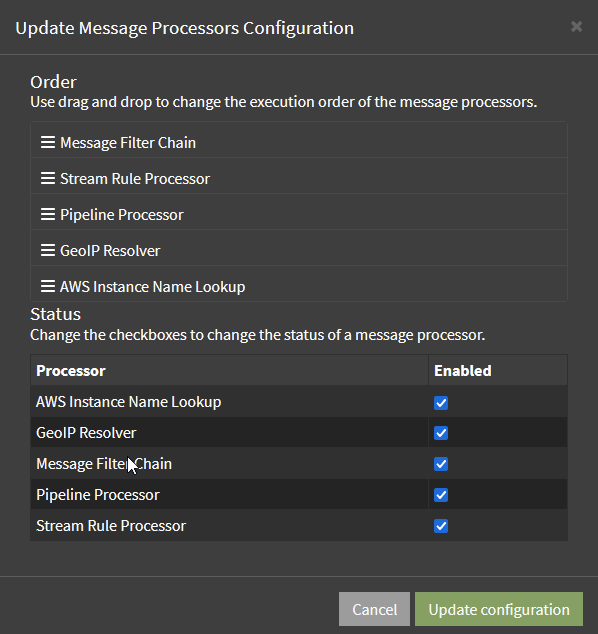 Update Message Processors Configuration
Order
Use drag and drop to change the execution order of the message processors.
Message Filter Chain
Stream Rule Processor
Pipeline Processor
GeoIP Resolver
AWS Instance Name Lookup
Status
Change the checkboxes to change the status of a message processor.
Processor Enabled
AWS Instance Name Lookup
GeoIP Resolver
Message Filter Chain
Pipeline Processor
Stream Rule Processor
Cancel Update configuration